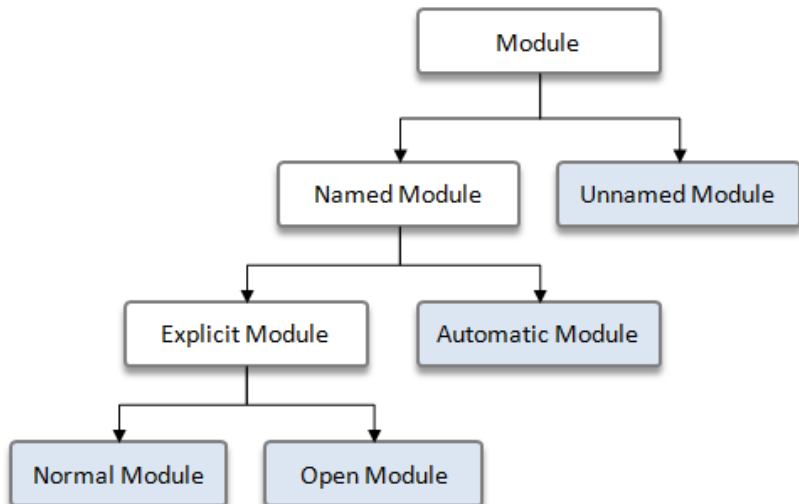 Module
Named Module
Unnamed Module
Explicit Module
Automatic Module
Normal Module
Open Module